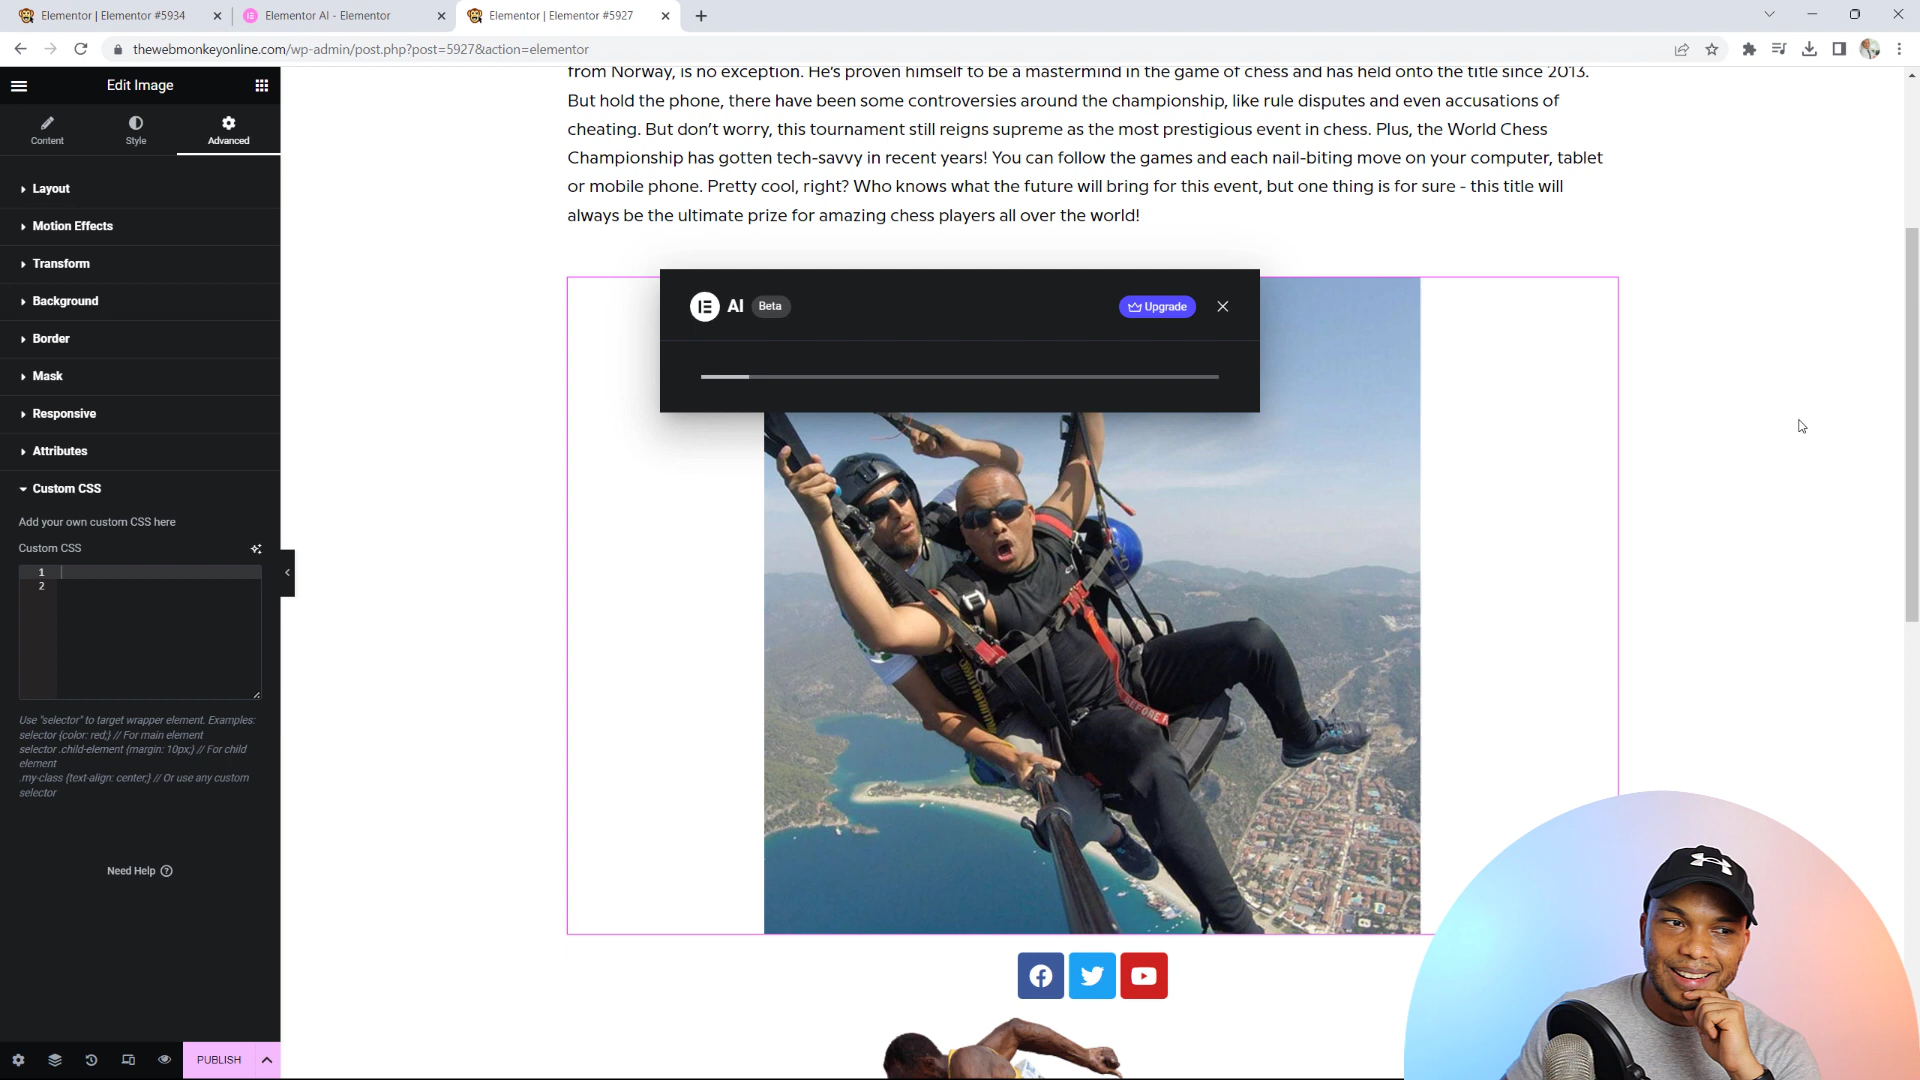 Elementor | Elementor #5934
Elementor AI - Elementor
Elementor | Elementor #5927
thewebmonkeyonline.com/wp-admin/post.php?post=5927&action=elementor
Edit Image
Content
Style
Advanced
Layout
Motion Effects
Transform
Background
Border
Mask
Responsive
Attributes
Custom CSS
Add your own custom CSS here
Custom CSS
1
2
Use "selector" to target wrapper element. Examples:
selector {color: red;} // For main element
selector .child-element {margin: 10px;} // For child
element
.my-class {text-align: center;} // Or use any custom
selector
Need Help
PUBLISH
from Norway, is no exception. He's proven himself to be a mastermind in the game of chess and has held onto the title since 2013.
But hold the phone, there have been some controversies around the championship, like rule disputes and even accusations of
cheating. But don't worry, this tournament still reigns supreme as the most prestigious event in chess. Plus, the World Chess
Championship has gotten tech-savvy in recent years! You can follow the games and each nail-biting move on your computer, tablet
or mobile phone. Pretty cool, right? Who knows what the future will bring for this event, but one thing is for sure - this title will
always be the ultimate prize for amazing chess players all over the world!
AI Beta
Upgrade
BEFORE